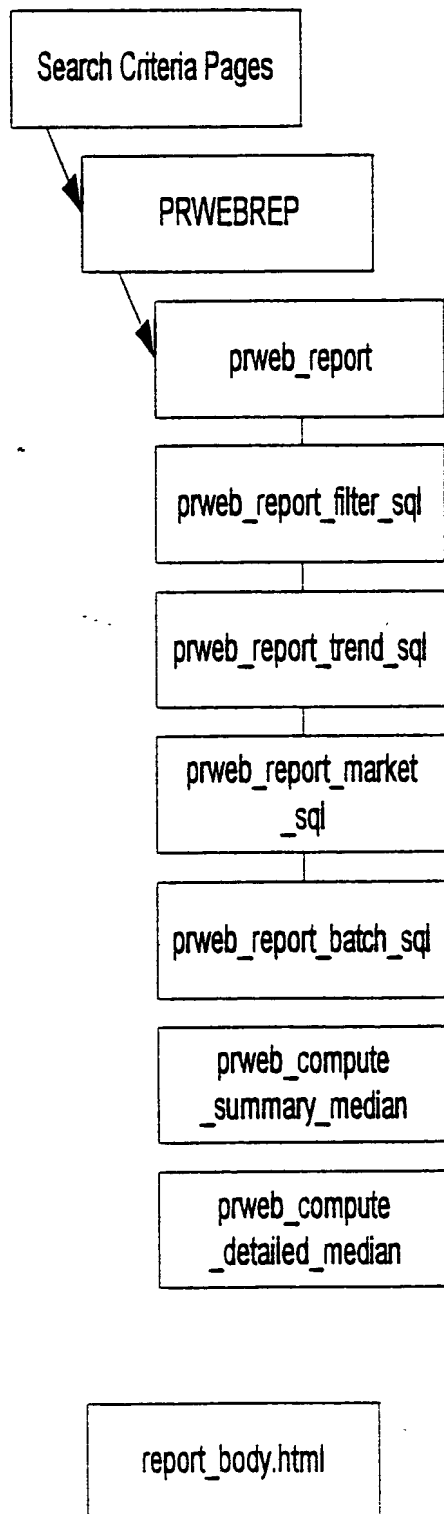 Search Criteria Pages
PRWEBREP
prweb_report
prweb_report_filter_sql
prweb_report_trend_sql
prweb_report_market
_sql
prweb_report_batch_sql
prweb_compute
_summary_median
prweb_compute
_detailed_median
report_body.html